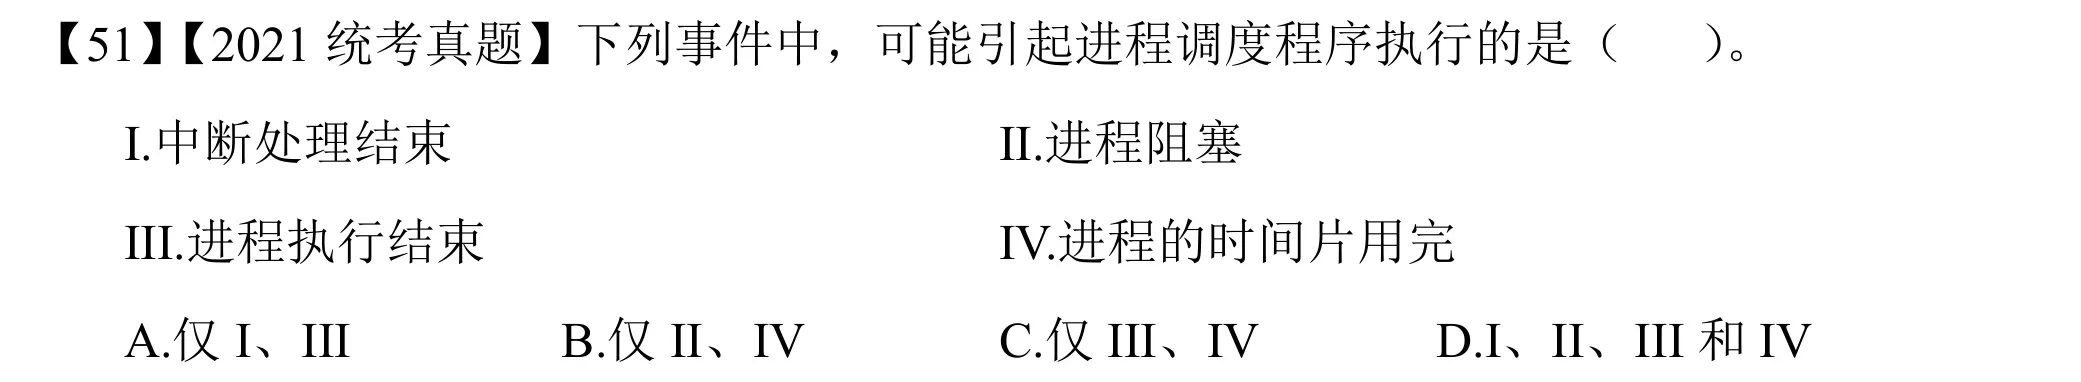 【51】【2021 统考真题】下列事件中，可能引起进程调度程序执行的是（　　）。
I.中断处理结束　　II.进程阻塞
III.进程执行结束　　IV.进程的时间片用完
A.仅 I、III　　B.仅 II、IV　　C.仅 III、IV　　D.I、II、III 和 IV